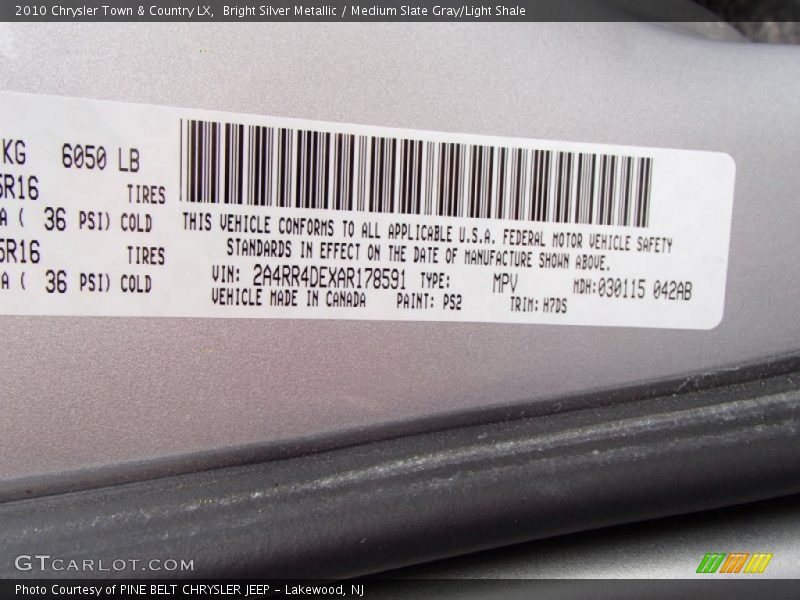 2010 Chrysler Town & Country LX,  Bright Silver Metallic / Medium Slate Gray/Light Shale
KG 6050 LB
5R16 TIRES
A ( 36 PSI) COLD
5R16 TIRES
A ( 36 PSI) COLD
THIS VEHICLE CONFORMS TO ALL APPLICABLE U.S.A. FEDERAL MOTOR VEHICLE SAFETY
STANDARDS IN EFFECT ON THE DATE OF MANUFACTURE SHOWN ABOVE.
VIN: 2A4RR4DEXAR178591 TYPE: MPV MDH:030115 042AB
VEHICLE MADE IN CANADA PAINT: PS2 TRIM: H7DS
GTCARLOT.COM
Photo Courtesy of PINE BELT CHRYSLER JEEP – Lakewood, NJ